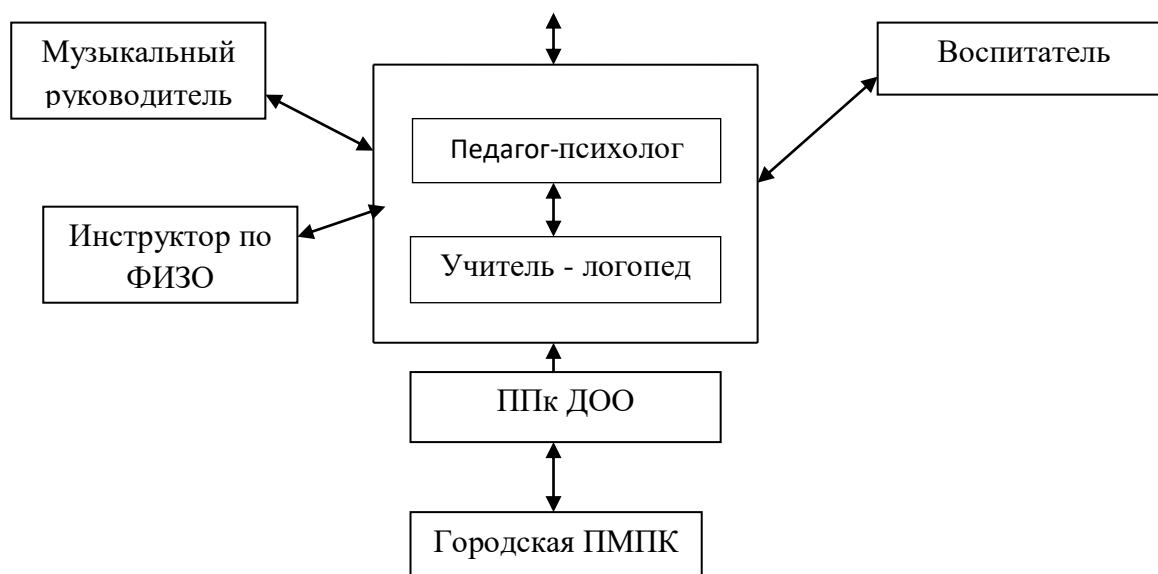 Музыкальный
руководитель
Воспитатель
Педагог-психолог
Инструктор по
ФИЗО
Учитель - логопед
ППк ДОО
Городская ПМПК